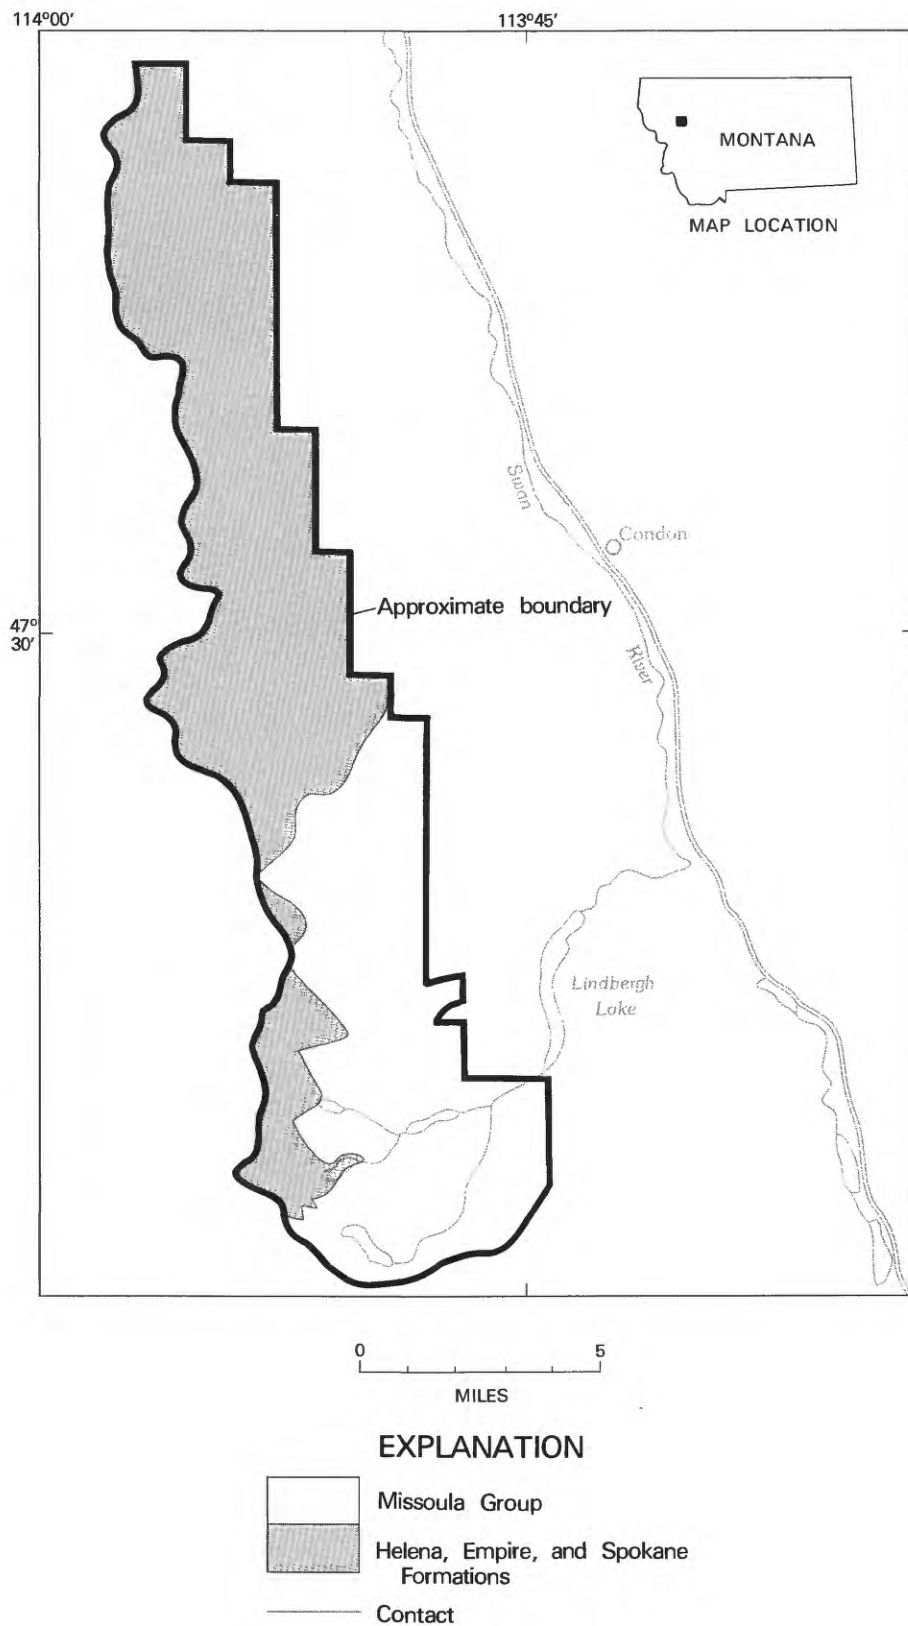 114°00'
113°45'
MONTANA
MAP LOCATION
Swan
Condon
Approximate boundary
47°
30'
River
Lindbergh
Lake
0
5
MILES
EXPLANATION
Missoula Group
Helena, Empire, and Spokane
Formations
Contact